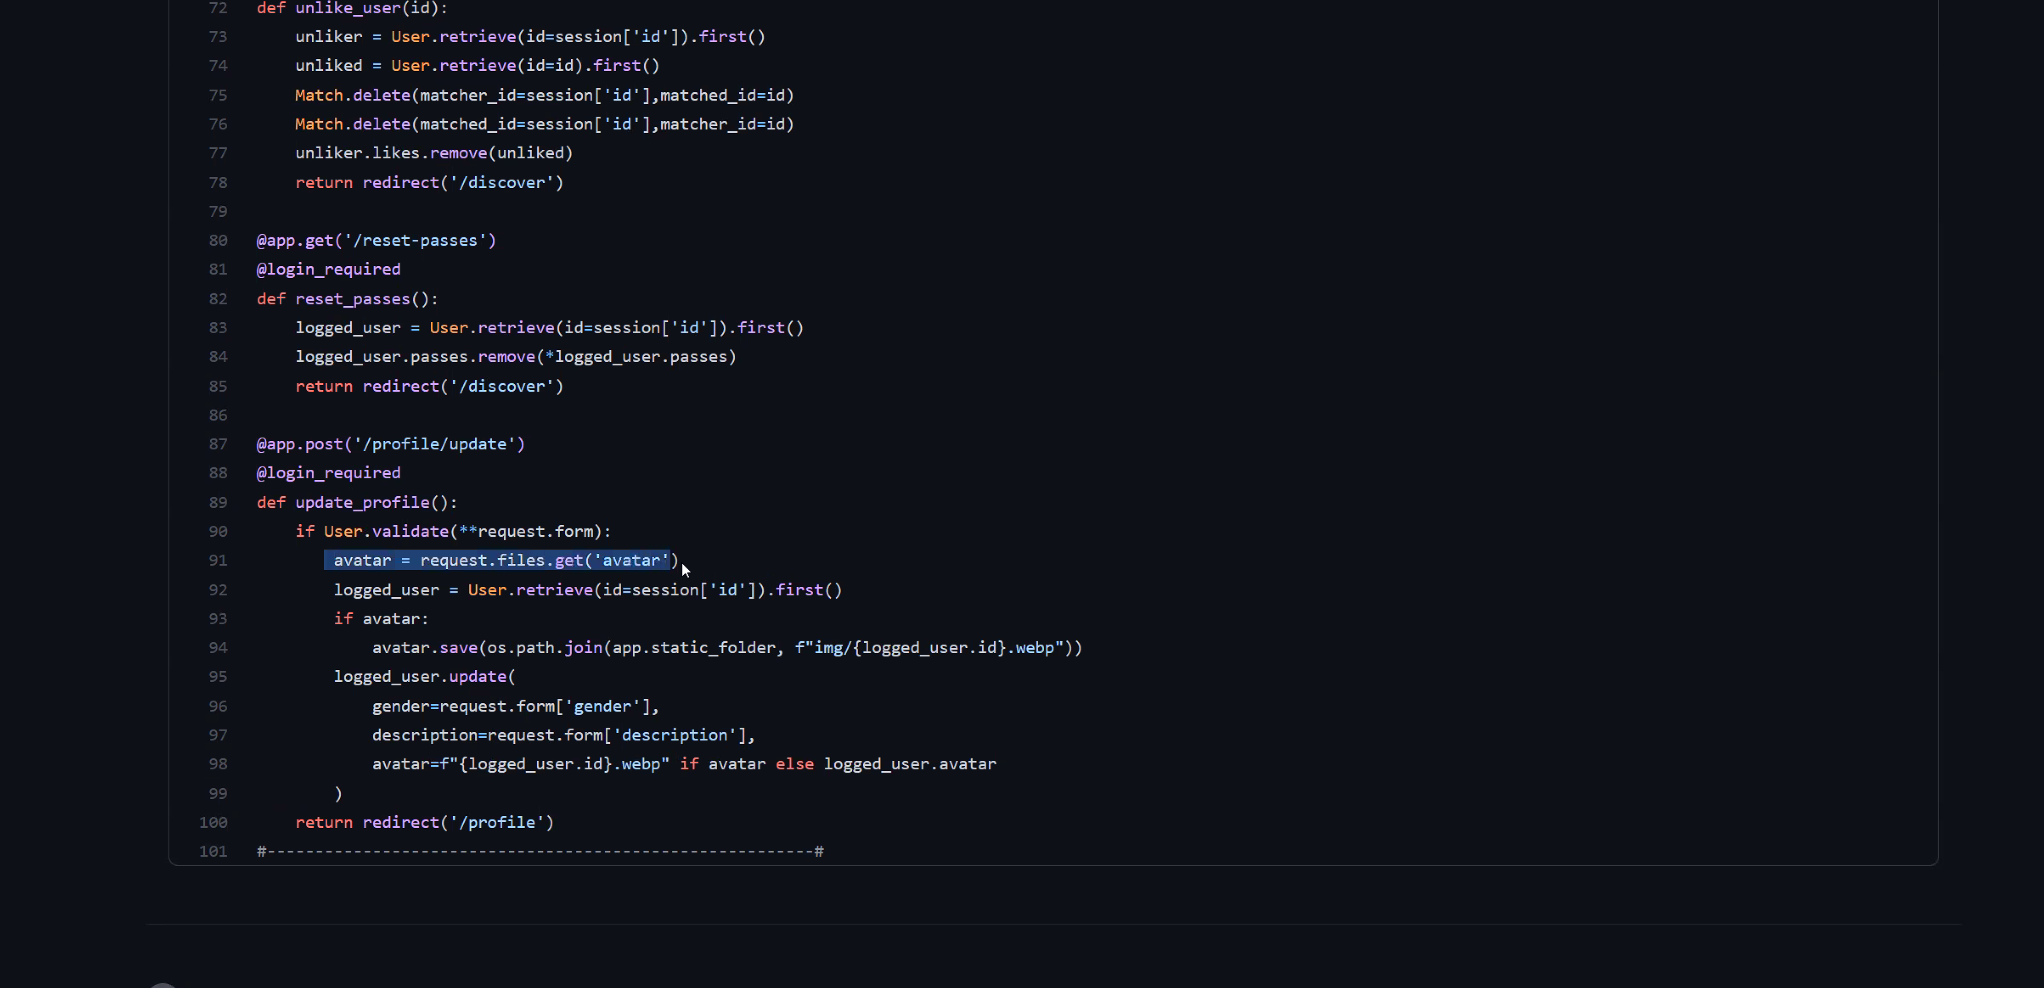 72 def unlike_user(id):
73 unliker = User.retrieve(id=session['id']).first()
74 unliked = User.retrieve(id=id).first()
75 Match.delete(matcher_id=session['id'],matched_id=id)
76 Match.delete(matched_id=session['id'],matcher_id=id)
77 unliker.likes.remove(unliked)
78 return redirect('/discover')
79
80 @app.get('/reset-passes')
81 @login_required
82 def reset_passes():
83 logged_user = User.retrieve(id=session['id']).first()
84 logged_user.passes.remove(*logged_user.passes)
85 return redirect('/discover')
86
87 @app.post('/profile/update')
88 @login_required
89 def update_profile():
90 if User.validate(**request.form):
91 avatar = request.files.get('avatar')
92 logged_user = User.retrieve(id=session['id']).first()
93 if avatar:
94 avatar.save(os.path.join(app.static_folder, f"img/{logged_user.id}.webp"))
95 logged_user.update(
96 gender=request.form['gender'],
97 description=request.form['description'],
98 avatar=f"{logged_user.id}.webp" if avatar else logged_user.avatar
99 )
100 return redirect('/profile')
101 #---------------------------------------------------------#